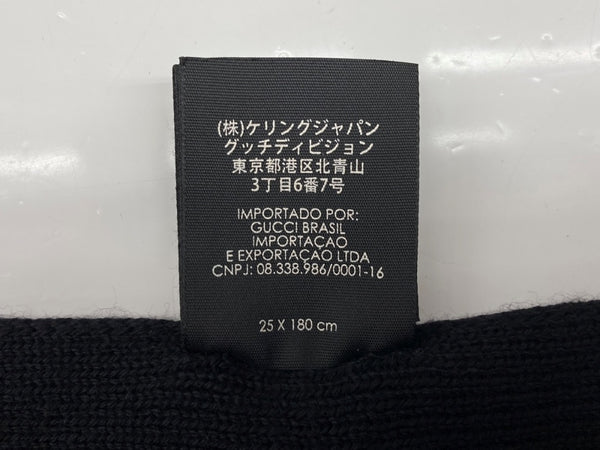 (株)ケリングジャパン
グッチディビジョン
東京都港区北青山
3丁目6番7号
IMPORTADO POR:
GUCCI BRASIL
IMPORTAÇAO
E EXPORTAÇAO LTDA
CNPJ: 08.338.986/0001-16
25 X 180 cm